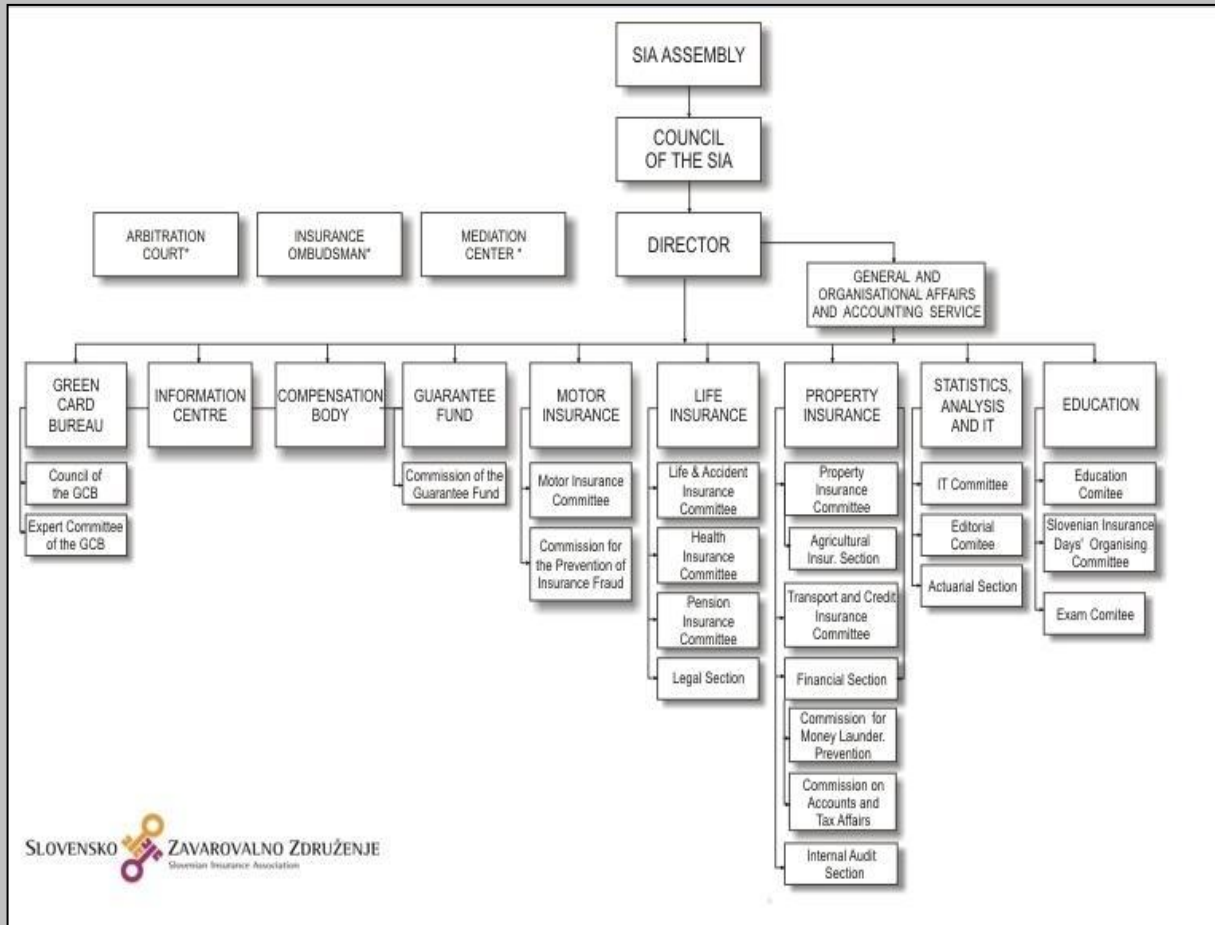 SIA ASSEMBLY
COUNCIL
OF THE SIA
DIRECTOR
ARBITRATION
COURT*
INSURANCE
OMBUDSMAN*
MEDIATION
CENTER *
GENERAL AND
ORGANISATIONAL AFFAIRS
AND ACCOUNTING SERVICE
GREEN
CARD
BUREAU
INFORMATION
CENTRE
COMPENSATION
BODY
GUARANTEE
FUND
MOTOR
INSURANCE
LIFE
INSURANCE
PROPERTY
INSURANCE
STATISTICS,
ANALYSIS
AND IT
EDUCATION
Council of
the GCB
Expert Committee
of the GCB
Commission of the
Guarantee Fund
Motor Insurance
Committee
Commission for
the Prevention of
Insurance Fraud
Life & Accident
Insurance
Committee
Health
Insurance
Committee
Pension
Insurance
Committee
Legal Section
Property
Insurance
Committee
Agricultural
Insur. Section
Transport and Credit
Insurance
Committee
Financial Section
Commission for
Money Launder.
Prevention
Commission on
Accounts and
Tax Affairs
Internal Audit
Section
IT Committee
Editorial
Comitee
Actuarial Section
Education
Comitee
Slovenian Insurance
Days' Organising
Committee
Exam Comitee
SLOVENSKO ZAVAROVALNO ZDRUŽENJE
Slovenian Insurance Association